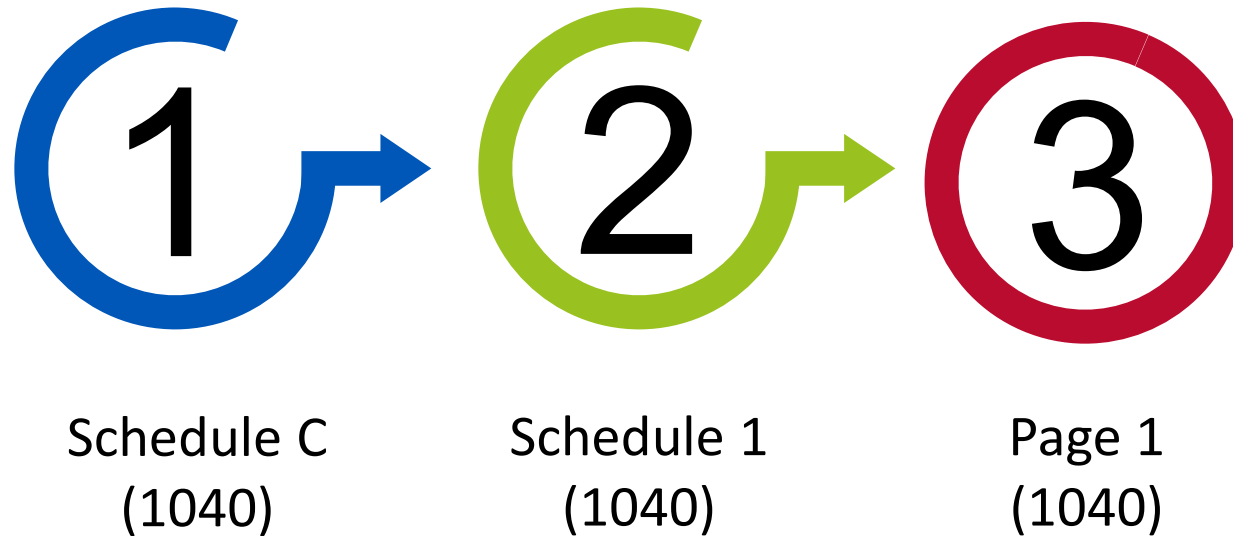 1
2
3
Schedule C
(1040)
Schedule 1
(1040)
Page 1
(1040)